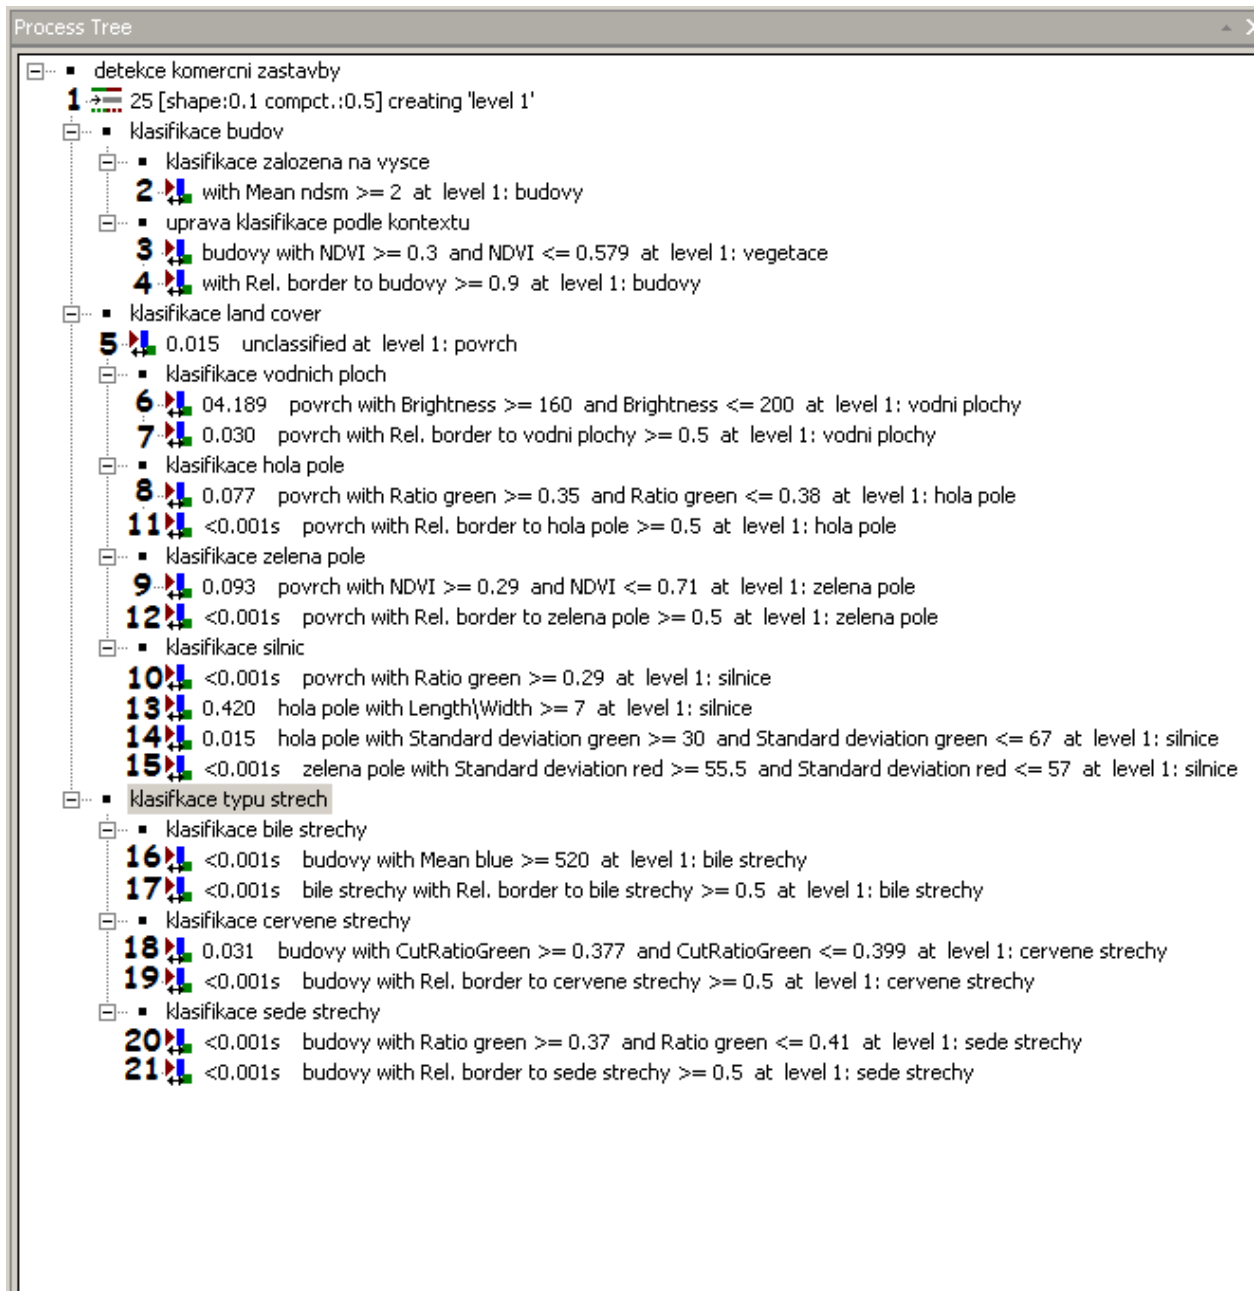 Process Tree
detekce komercni zastavby
1 25 [shape:0.1 compct.:0.5] creating 'level 1'
klasifikace budov
klasifikace zalozena na vysce
2 with Mean ndsm >= 2 at level 1: budovy
uprava klasifikace podle kontextu
3 budovy with NDVI >= 0.3 and NDVI <= 0.579 at level 1: vegetace
4 with Rel. border to budovy >= 0.9 at level 1: budovy
klasifikace land cover
5 0.015 unclassified at level 1: povrch
klasifikace vodnich ploch
6 04.189 povrch with Brightness >= 160 and Brightness <= 200 at level 1: vodni plochy
7 0.030 povrch with Rel. border to vodni plochy >= 0.5 at level 1: vodni plochy
klasifikace hola pole
8 0.077 povrch with Ratio green >= 0.35 and Ratio green <= 0.38 at level 1: hola pole
11 <0.001s povrch with Rel. border to hola pole >= 0.5 at level 1: hola pole
klasifikace zelena pole
9 0.093 povrch with NDVI >= 0.29 and NDVI <= 0.71 at level 1: zelena pole
12 <0.001s povrch with Rel. border to zelena pole >= 0.5 at level 1: zelena pole
klasifikace silnic
10 <0.001s povrch with Ratio green >= 0.29 at level 1: silnice
13 0.420 hola pole with Length\Width >= 7 at level 1: silnice
14 0.015 hola pole with Standard deviation green >= 30 and Standard deviation green <= 67 at level 1: silnice
15 <0.001s zelena pole with Standard deviation red >= 55.5 and Standard deviation red <= 57 at level 1: silnice
klasifkace typu strech
klasifikace bile strechy
16 <0.001s budovy with Mean blue >= 520 at level 1: bile strechy
17 <0.001s bile strechy with Rel. border to bile strechy >= 0.5 at level 1: bile strechy
klasifikace cervene strechy
18 0.031 budovy with CutRatioGreen >= 0.377 and CutRatioGreen <= 0.399 at level 1: cervene strechy
19 <0.001s budovy with Rel. border to cervene strechy >= 0.5 at level 1: cervene strechy
klasifikace sede strechy
20 <0.001s budovy with Ratio green >= 0.37 and Ratio green <= 0.41 at level 1: sede strechy
21 <0.001s budovy with Rel. border to sede strechy >= 0.5 at level 1: sede strechy